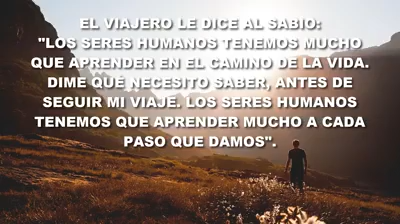 EL VIAJERO LE DICE AL SABIO:
"LOS SERES HUMANOS TENEMOS MUCHO
QUE APRENDER EN EL CAMINO DE LA VIDA.
DIME QUÉ NECESITO SABER, ANTES DE
SEGUIR MI VIAJE. LOS SERES HUMANOS
TENEMOS QUE APRENDER MUCHO A CADA
PASO QUE DAMOS".